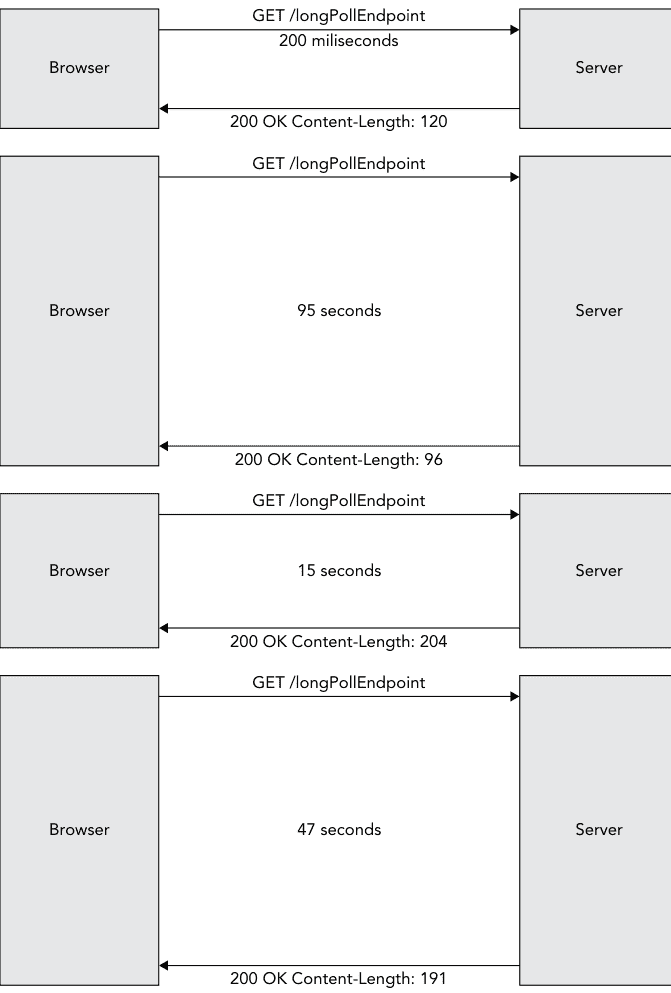 GET /longPollEndpoint
200 miliseconds
Browser
Server
200 OK Content-Length: 120
GET /longPollEndpoint
Browser
95 seconds
Server
200 OK Content-Length: 96
GET /longPollEndpoint
Browser
15 seconds
Server
200 OK Content-Length: 204
GET /longPollEndpoint
Browser
47 seconds
Server
200 OK Content-Length: 191